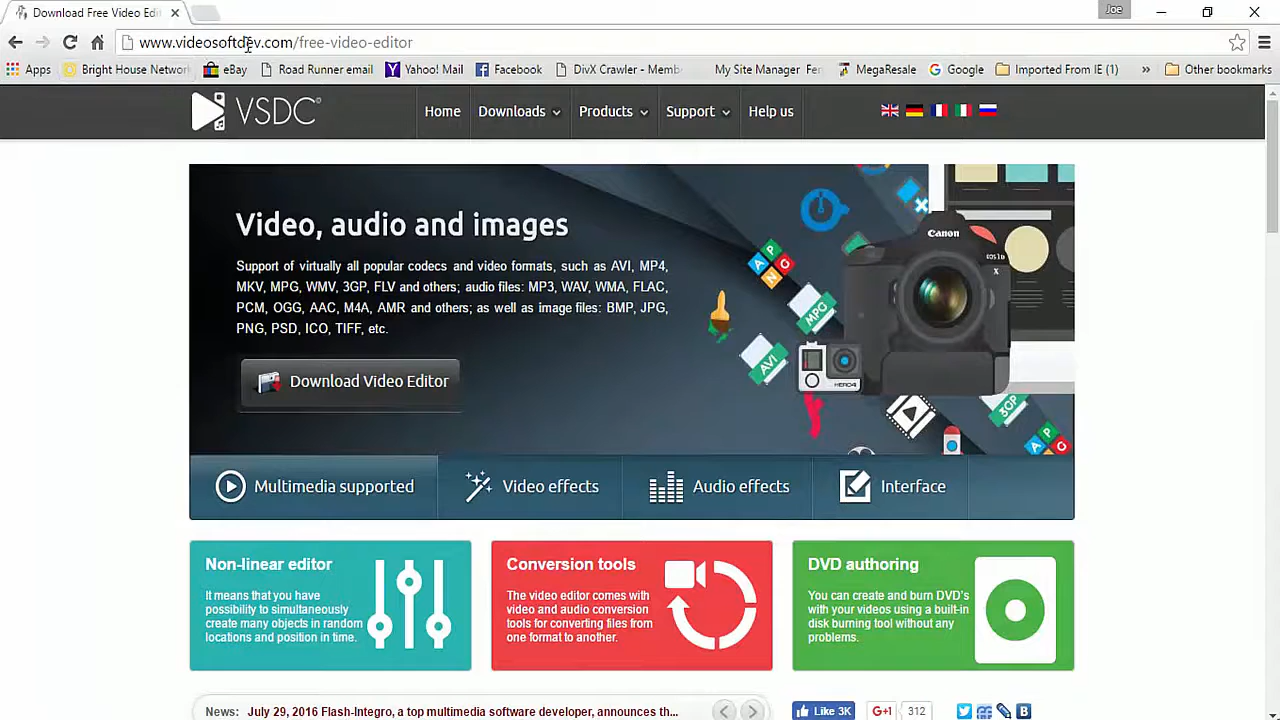 Download Free Video Edi
Joe
www.videosoftdev.com/free-video-editor
Apps Bright House Network eBay Road Runner email Yahoo! Mail Facebook DivX Crawler - Memb My Site Manager Fe MegaRes Google Imported From IE (1) » Other bookmarks
VSDC Home Downloads Products Support Help us
Video, audio and images
Support of virtually all popular codecs and video formats, such as AVI, MP4,
MKV, MPG, WMV, 3GP, FLV and others; audio files: MP3, WAV, WMA, FLAC,
PCM, OGG, AAC, M4A, AMR and others; as well as image files: BMP, JPG,
PNG, PSD, ICO, TIFF, etc.
Download Video Editor
Canon
EOS 1D
X
A P N G
MPG
AVI
HERO4
3GP
A P N G
Multimedia supported Video effects Audio effects Interface
Non-linear editor
It means that you have
possibility to simultaneously
create many objects in random
locations and position in time.
Conversion tools
The video editor comes with
video and audio conversion
tools for converting files from
one format to another.
DVD authoring
You can create and burn DVD's
with your videos using a built-in
disk burning tool without any
problems.
News: July 29, 2016 Flash-Integro, a top multimedia software developer, announces th...
Like 3K G+1 312